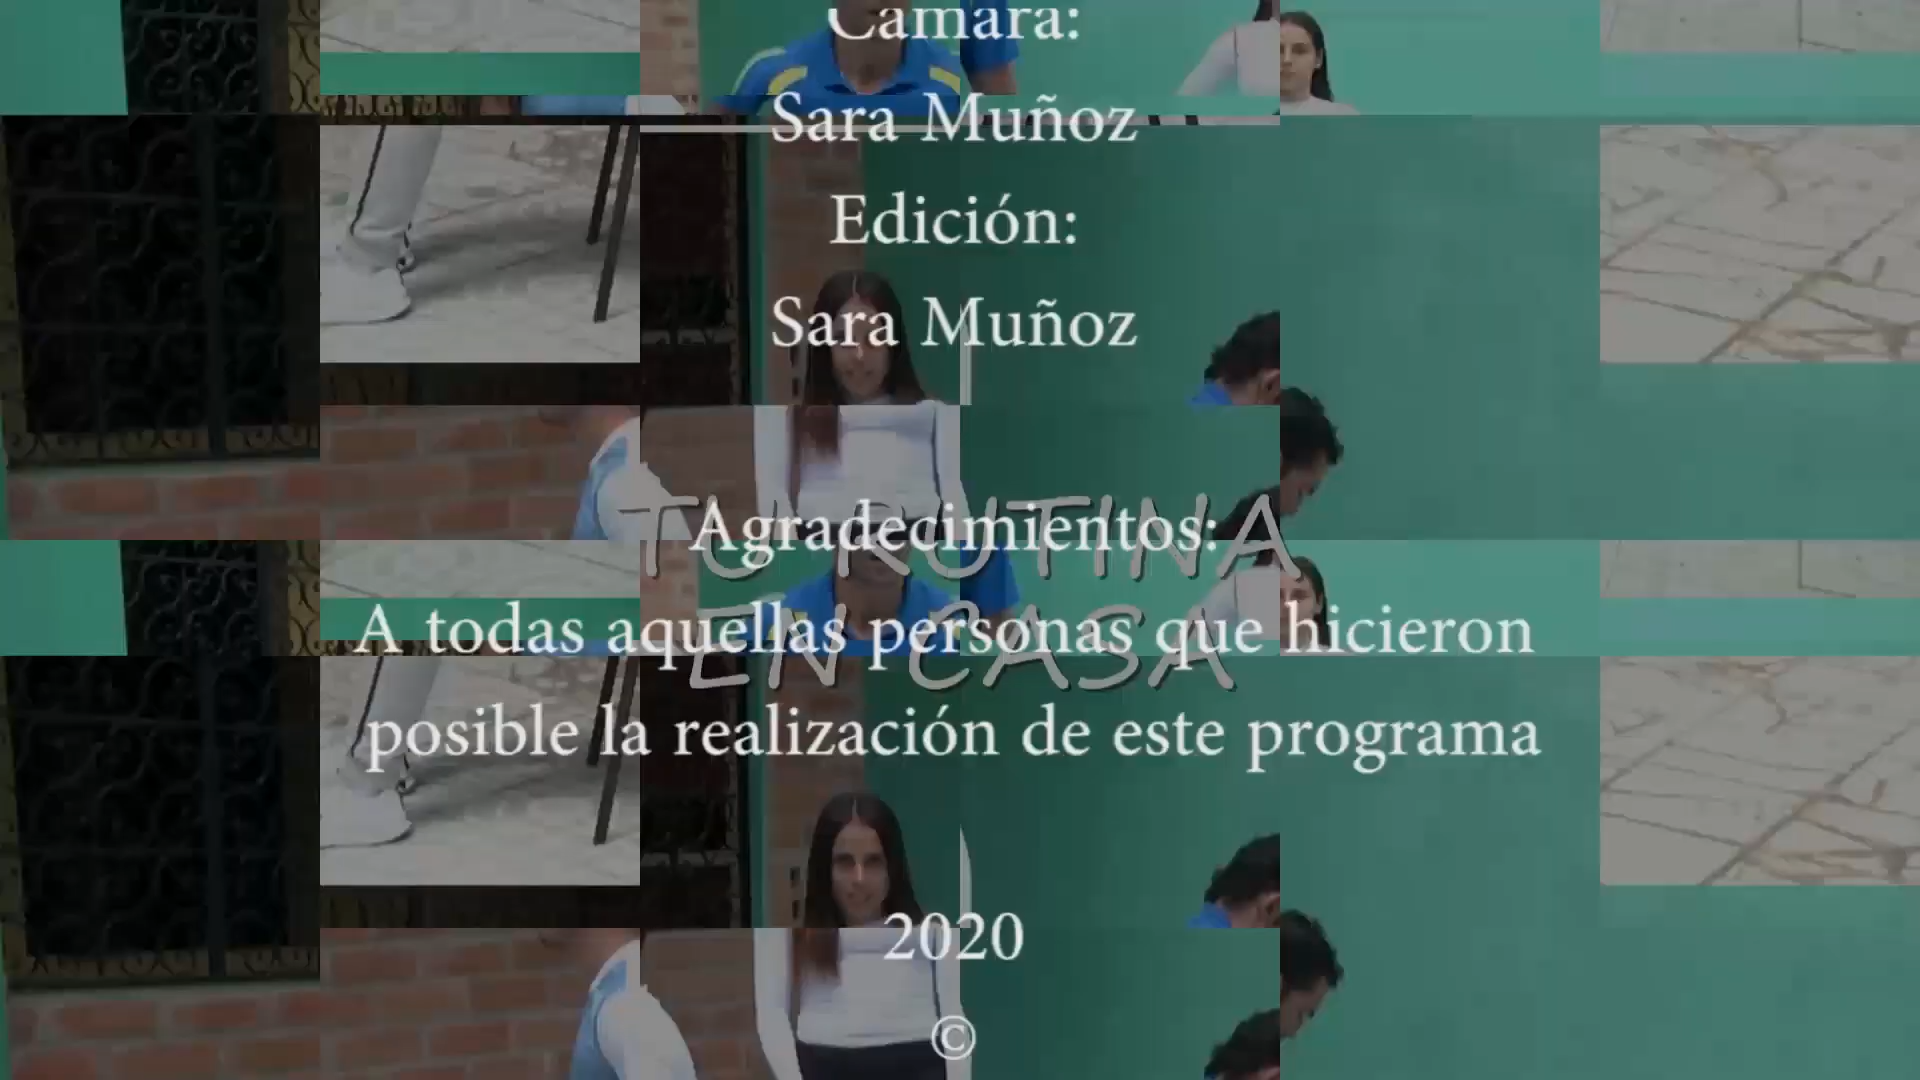 Cámara:
Sara Muñoz
Edición:
Sara Muñoz
Agradecimientos:
TU RUTINA
EN CASA
A todas aquellas personas que hicieron
posible la realización de este programa
2020
©